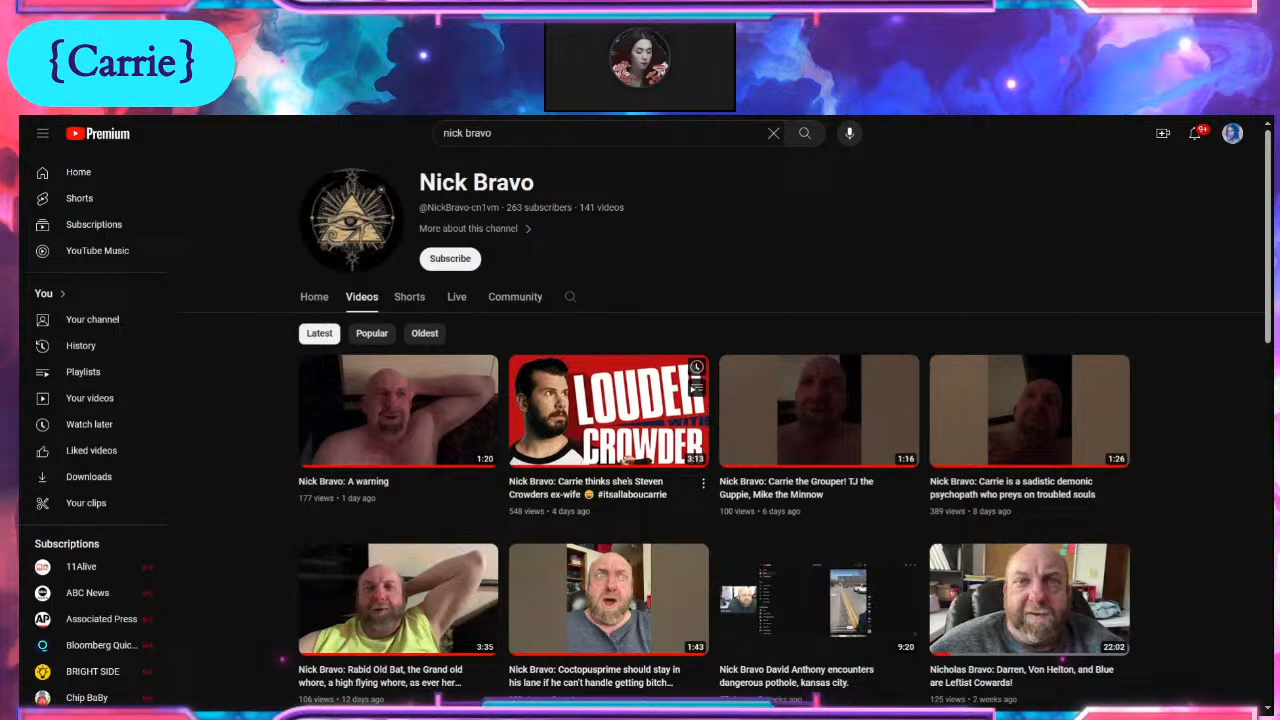 {Carrie}
Premium
nick bravo
9+
Home
Shorts
Subscriptions
YouTube Music
You
Your channel
History
Playlists
Your videos
Watch later
Liked videos
Downloads
Your clips
Subscriptions
11Alive
ABC News
Associated Press
Bloomberg Quic...
BRIGHT SIDE
Chip BaBy
Nick Bravo
@NickBravo-cn1vm · 263 subscribers · 141 videos
More about this channel
Subscribe
Home Videos Shorts Live Community
Latest Popular Oldest
1:20
Nick Bravo: A warning
177 views · 1 day ago
LOUDER
WITH
CROWDER
3:13
Nick Bravo: Carrie thinks she's Steven
Crowders ex-wife 😄 #itsallaboucarrie
548 views · 4 days ago
1:16
Nick Bravo: Carrie the Grouper! TJ the
Guppie, Mike the Minnow
100 views · 6 days ago
1:26
Nick Bravo: Carrie is a sadistic demonic
psychopath who preys on troubled souls
389 views · 8 days ago
3:35
Nick Bravo: Rabid Old Bat, the Grand old
whore, a high flying whore, as ever her...
106 views · 12 days ago
1:43
Nick Bravo: Coctopusprime should stay in
his lane if he can't handle getting bitch...
9:20
Nick Bravo David Anthony encounters
dangerous pothole, kansas city.
22:02
Nicholas Bravo: Darren, Von Helton, and Blue
are Leftist Cowards!
125 views · 2 weeks ago